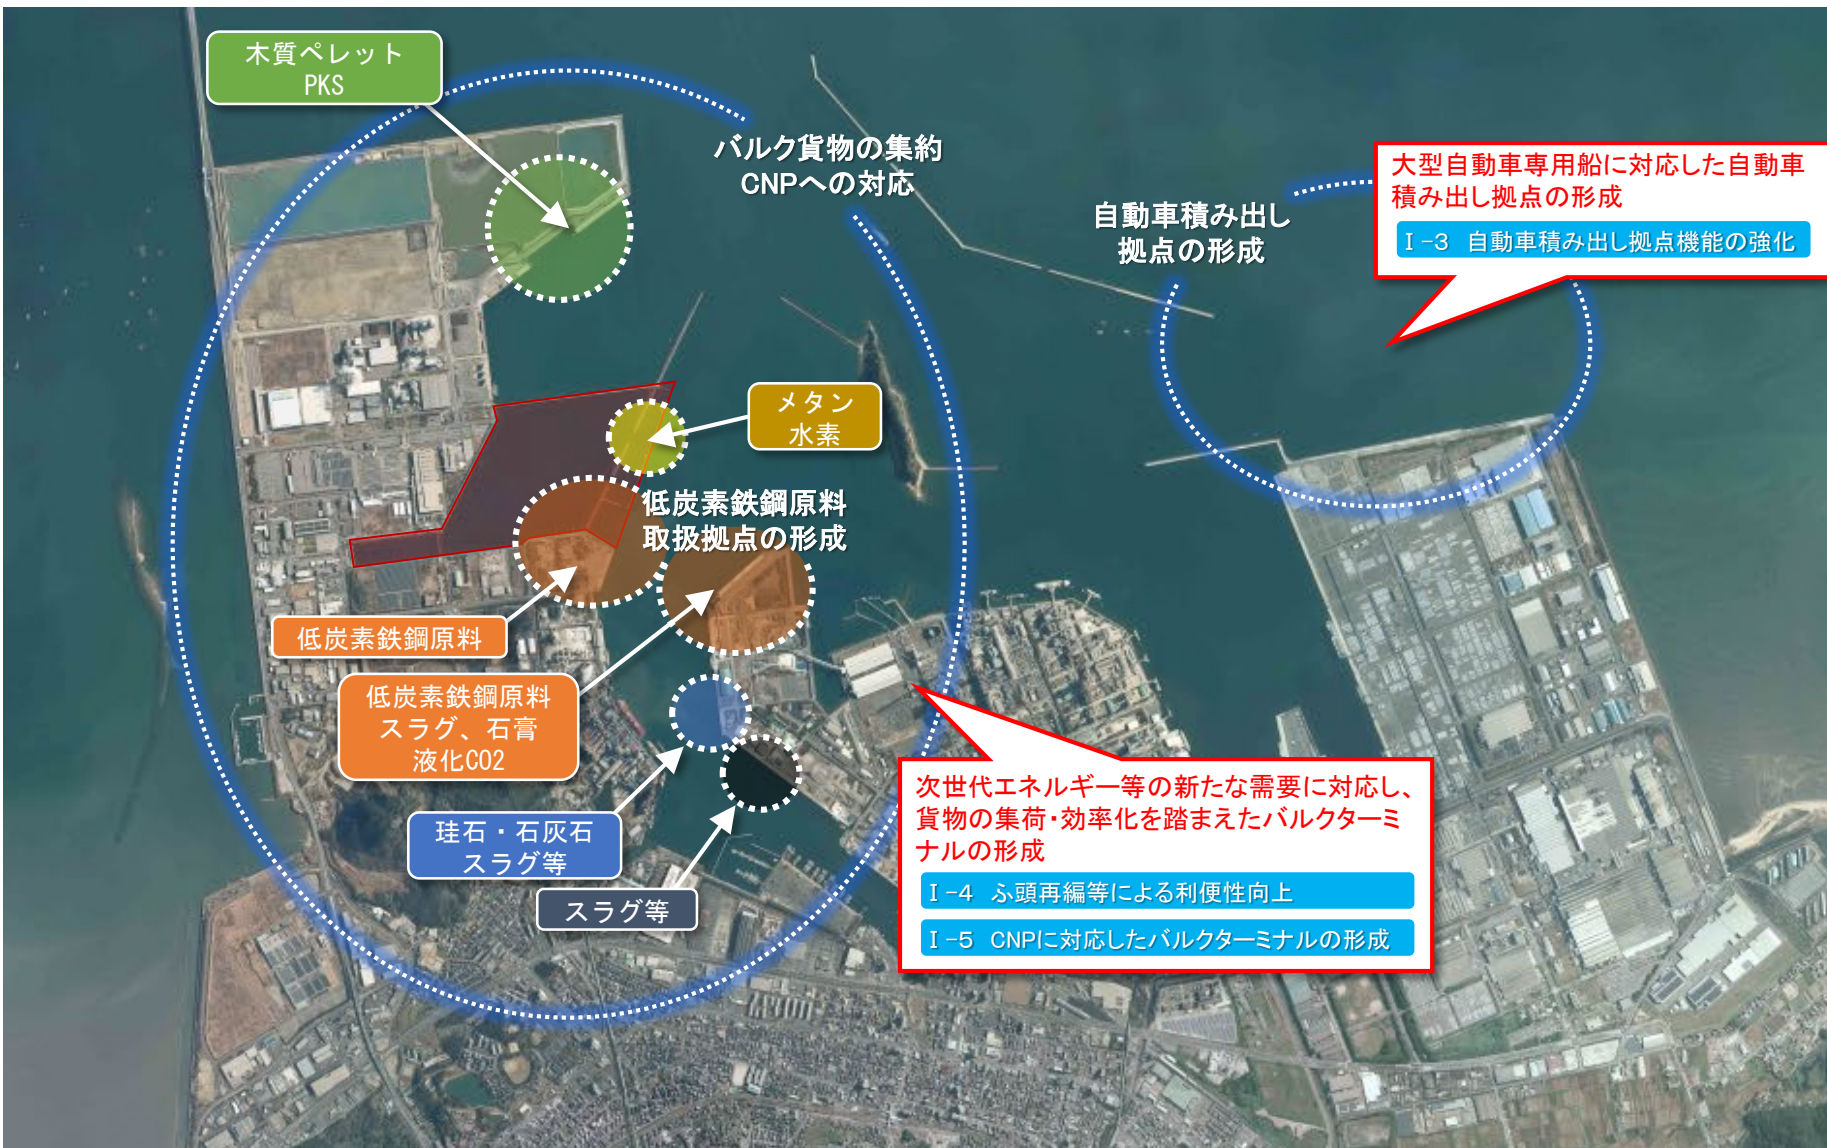 木質ペレット
PKS
バルク貨物の集約
CNPへの対応
自動車積み出し
拠点の形成
大型自動車専用船に対応した自動車
積み出し拠点の形成
Ⅰ-3 自動車積み出し拠点機能の強化
メタン
水素
低炭素鉄鋼原料
取扱拠点の形成
低炭素鉄鋼原料
低炭素鉄鋼原料
スラグ、石膏
液化CO2
珪石・石灰石
スラグ等
スラグ等
次世代エネルギー等の新たな需要に対応し、
貨物の集荷・効率化を踏まえたバルクターミ
ナルの形成
Ⅰ-4 ふ頭再編等による利便性向上
Ⅰ-5 CNPに対応したバルクターミナルの形成